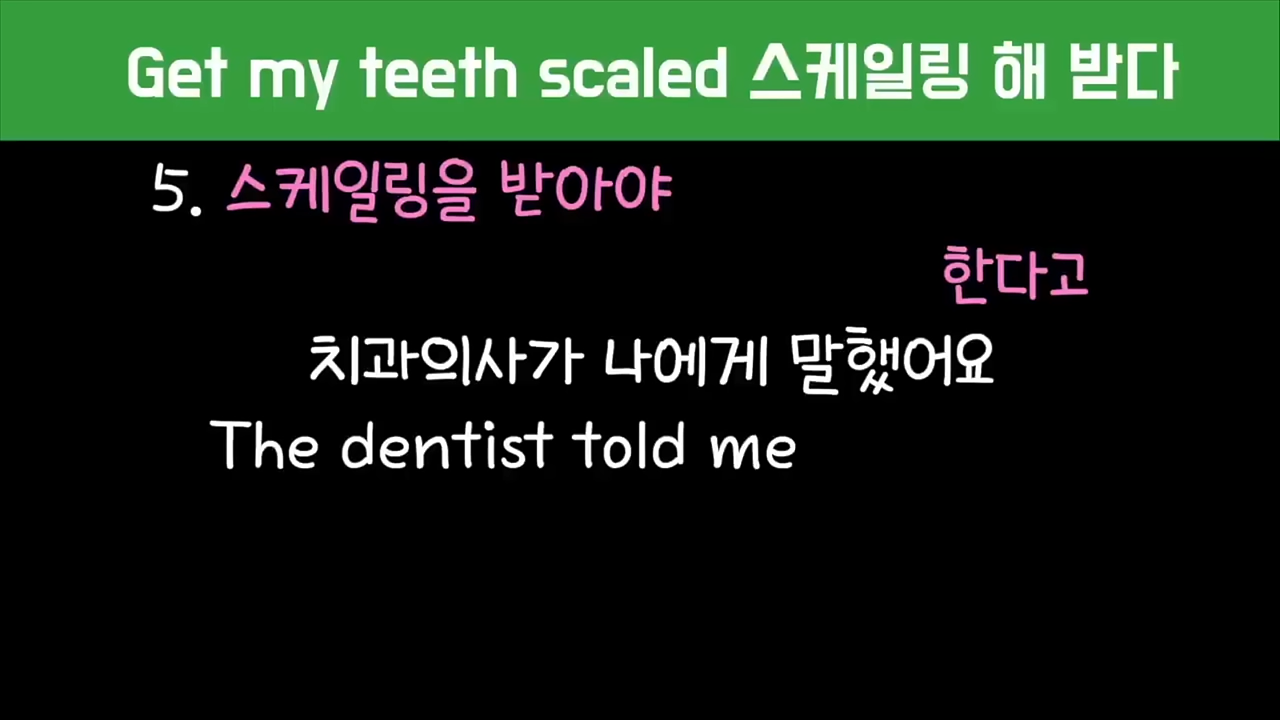 Get my teeth scaled 스케일링 해 받다
5. 스케일링을 받아야
한다고
치과의사가 나에게 말했어요
The dentist told me